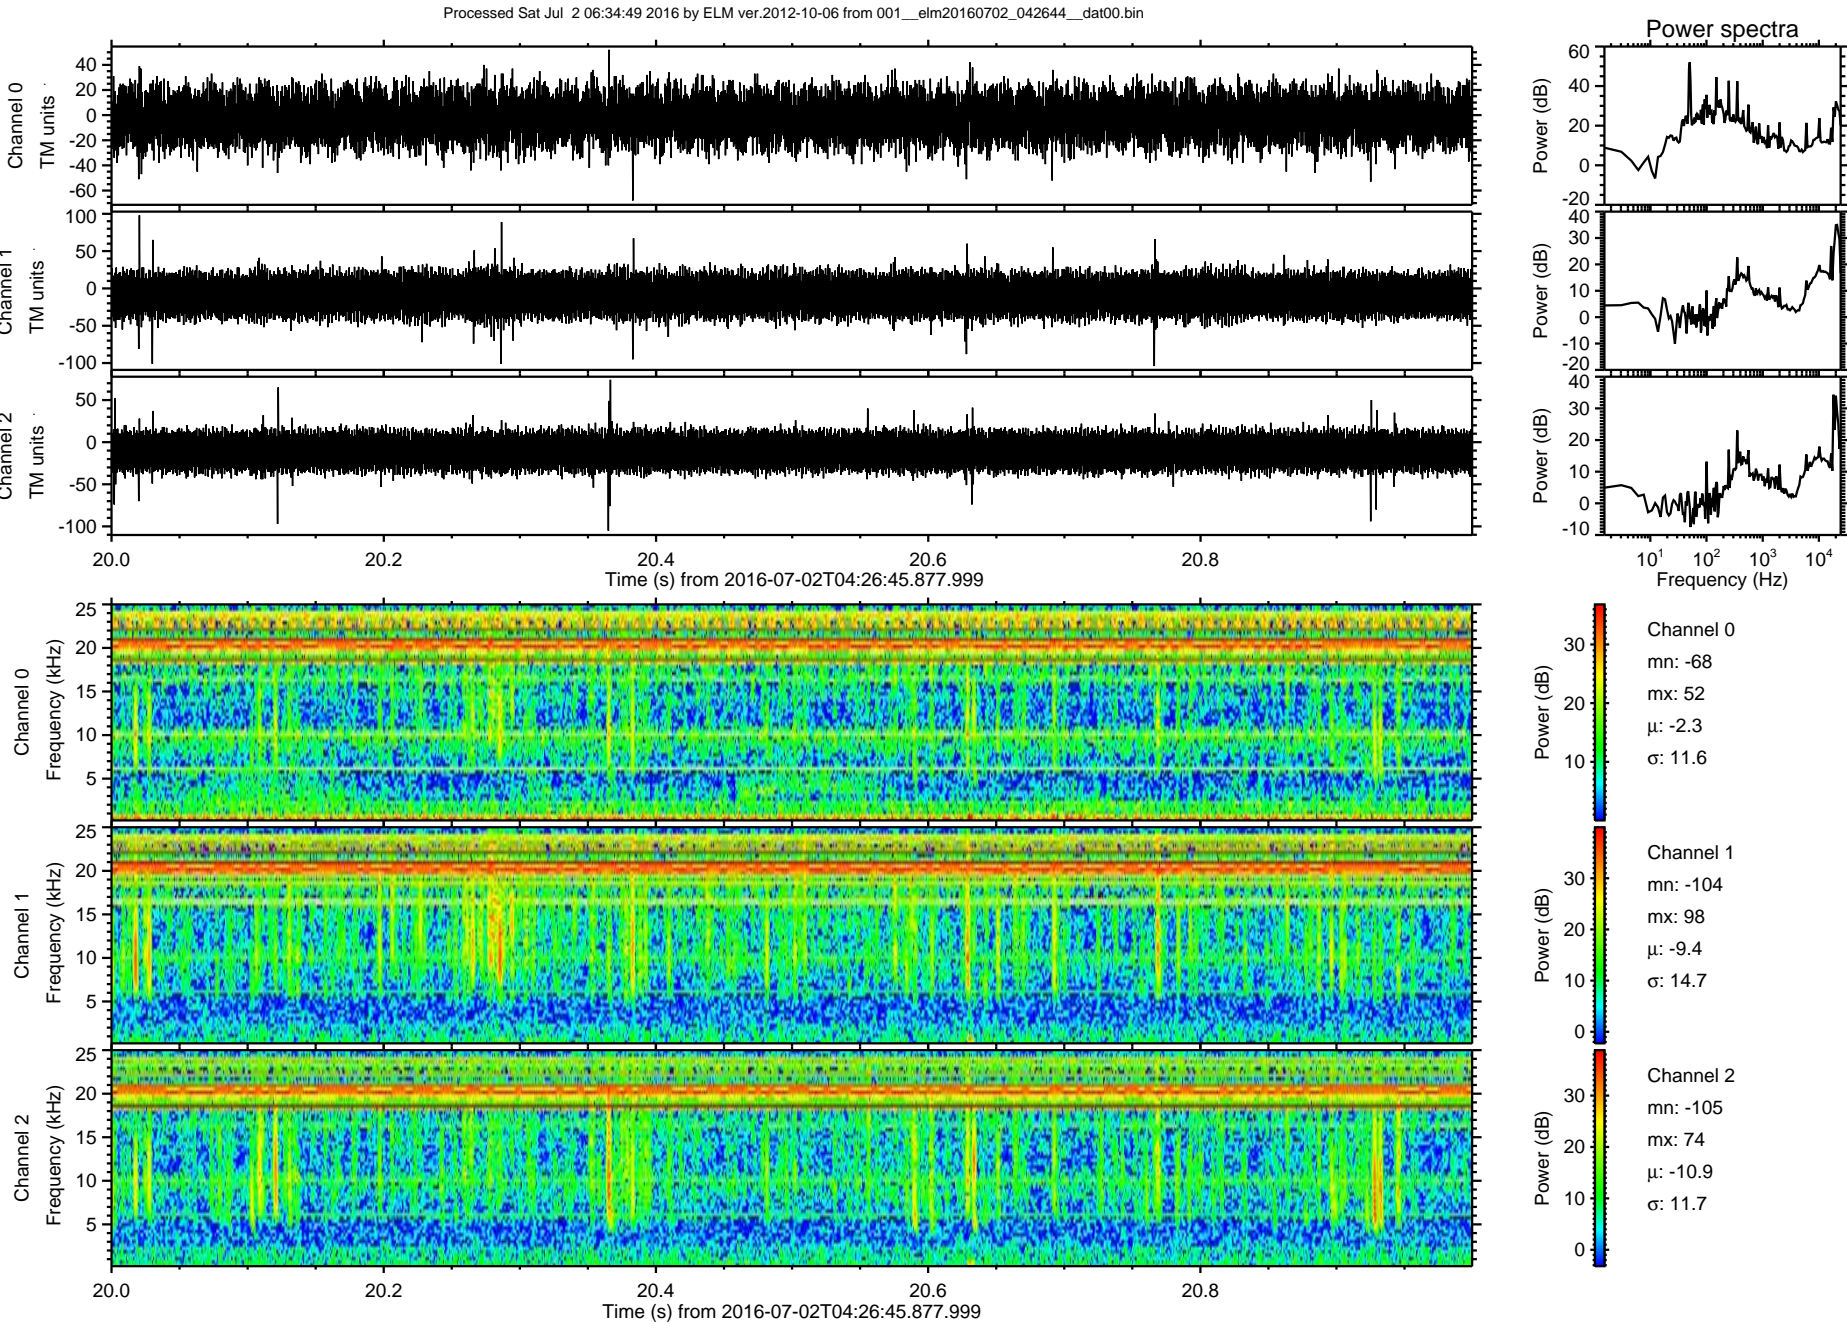 Processed Sat Jul 2 06:34:49 2016 by ELM ver.2012-10-06 from 001__elm20160702_042644__dat00.bin
Power spectra
Channel 0
TM units
40
20
0
-20
-40
-60
Power (dB)
60
40
20
0
-20
Channel 1
TM units
100
50
0
-50
-100
Power (dB)
40
30
20
10
0
-10
-20
Channel 2
TM units
50
0
-50
-100
Power (dB)
40
30
20
10
0
-10
20.0 20.2 20.4 20.6 20.8
Time (s) from 2016-07-02T04:26:45.877.999
10¹ 10² 10³ 10⁴
Frequency (Hz)
Channel 0
Frequency (kHz)
25
20
15
10
5
Power (dB)
30
20
10
Channel 0
mn: -68
mx: 52
μ: -2.3
σ: 11.6
Channel 1
Frequency (kHz)
25
20
15
10
5
Power (dB)
30
20
10
0
Channel 1
mn: -104
mx: 98
μ: -9.4
σ: 14.7
Channel 2
Frequency (kHz)
25
20
15
10
5
Power (dB)
30
20
10
0
Channel 2
mn: -105
mx: 74
μ: -10.9
σ: 11.7
20.0 20.2 20.4 20.6 20.8
Time (s) from 2016-07-02T04:26:45.877.999